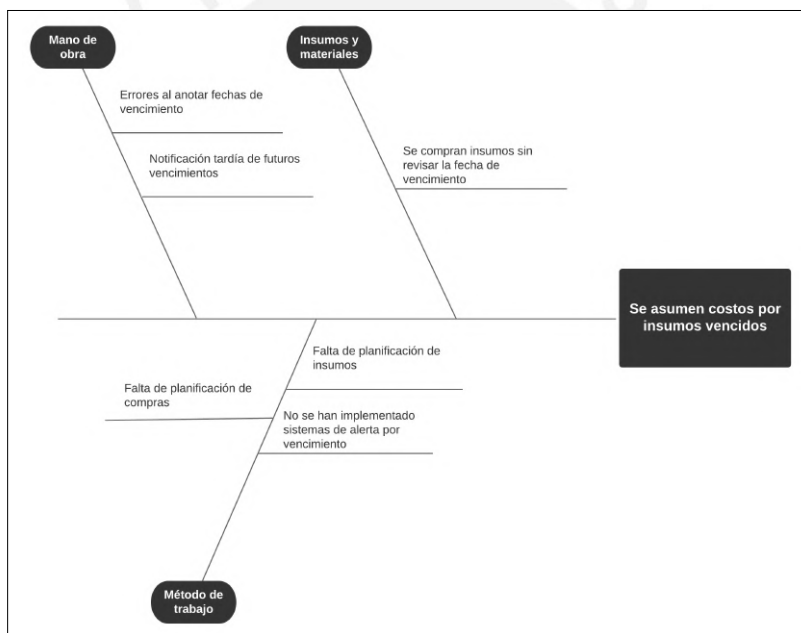 Mano de
obra
Insumos y
materiales
Errores al anotar fechas de
vencimiento
Notificación tardía de futuros
vencimientos
Se compran insumos sin
revisar la fecha de
vencimiento
Se asumen costos por
insumos vencidos
Falta de planificación de
insumos
Falta de planificación de
compras
No se han implementado
sistemas de alerta por
vencimiento
Método de
trabajo